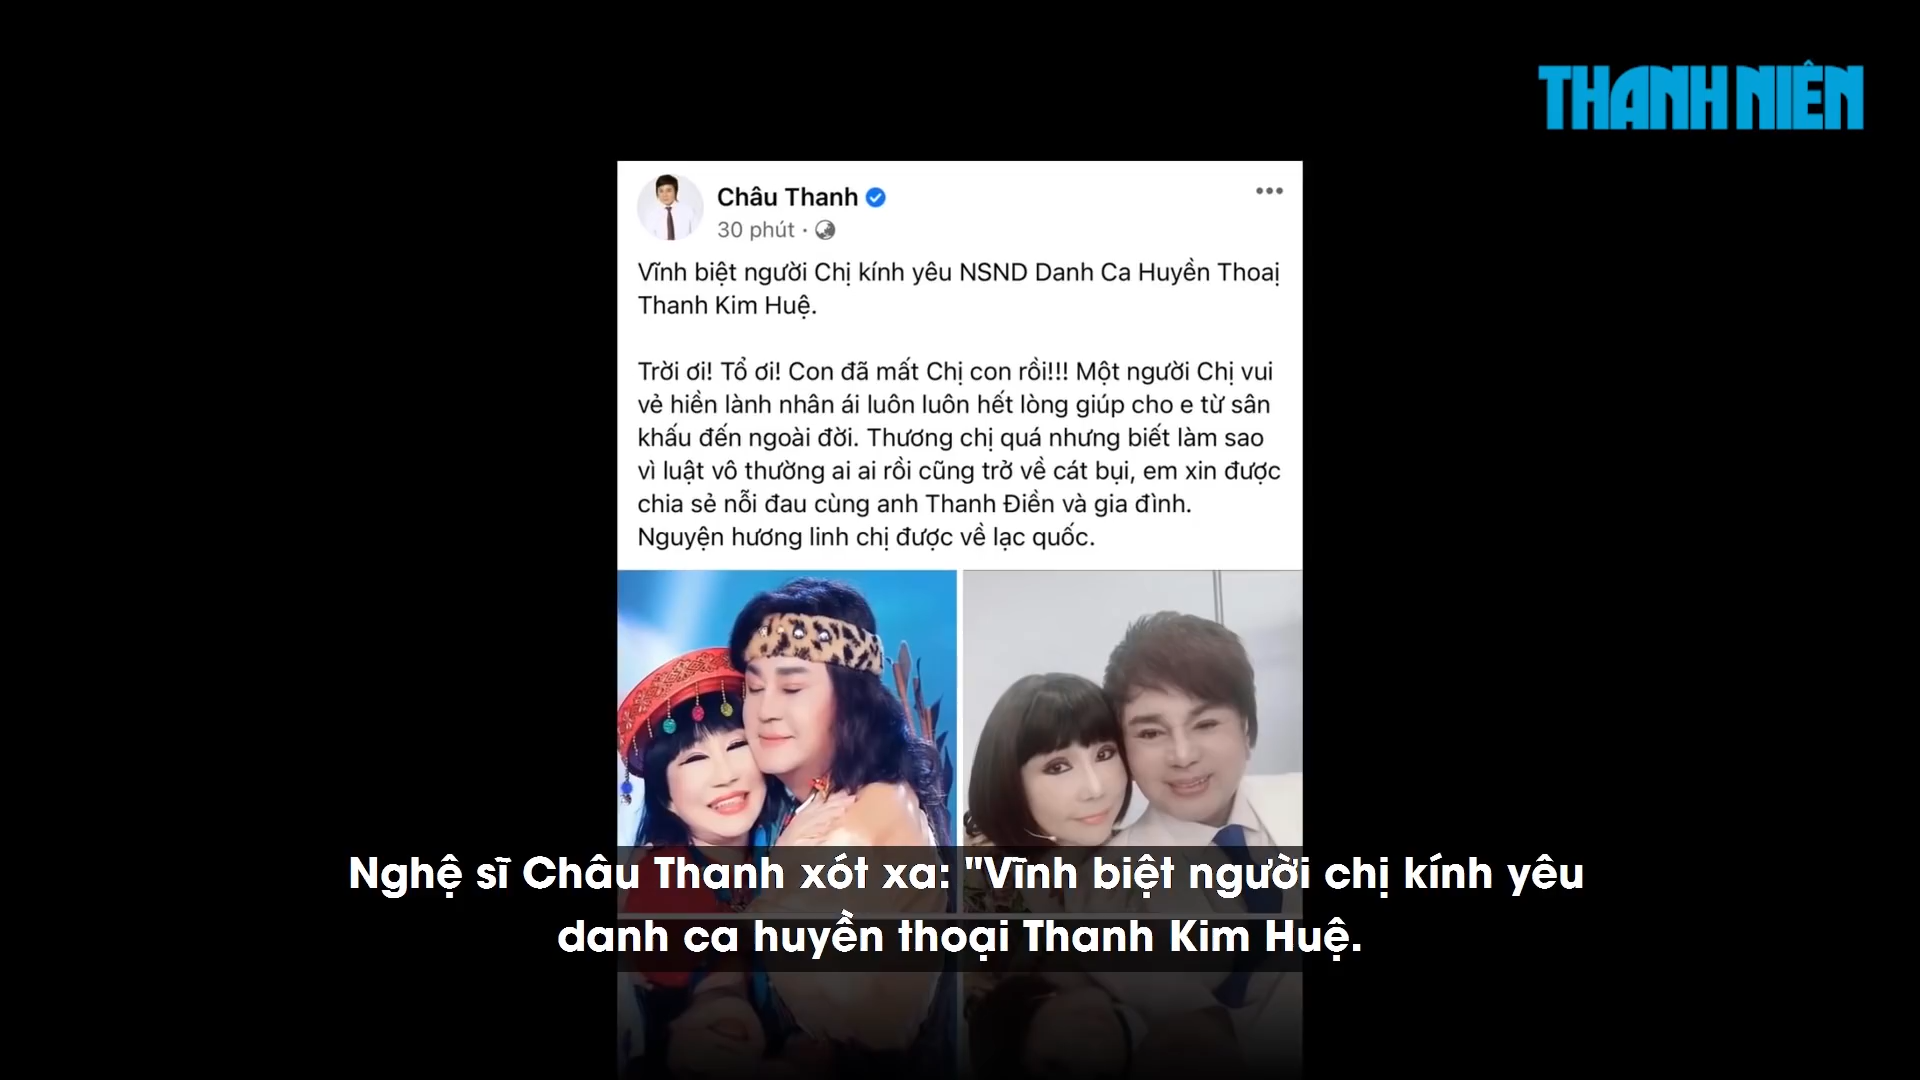 THANH NIÊN
Châu Thanh
30 phút ·
Vĩnh biệt người Chị kính yêu NSND Danh Ca Huyền Thoaị
Thanh Kim Huệ.
Trời ơi! Tổ ơi! Con đã mất Chị con rồi!!! Một người Chị vui
vẻ hiền lành nhân ái luôn luôn hết lòng giúp cho e từ sân
khấu đến ngoài đời. Thương chị quá nhưng biết làm sao
vì luật vô thường ai ai rồi cũng trở về cát bụi, em xin được
chia sẻ nỗi đau cùng anh Thanh Điền và gia đình.
Nguyện hương linh chị được về lạc quốc.
Nghệ sĩ Châu Thanh xót xa: "Vĩnh biệt người chị kính yêu
danh ca huyền thoại Thanh Kim Huệ.